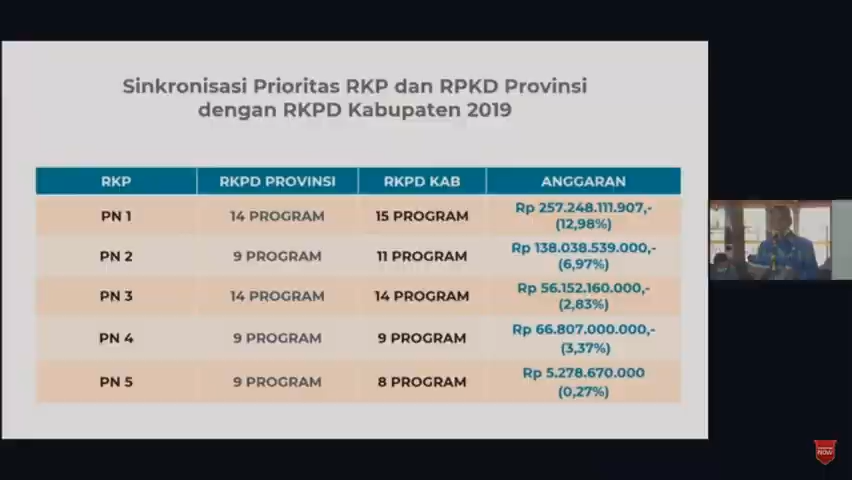 Sinkronisasi Prioritas RKP dan RPKD Provinsi
dengan RKPD Kabupaten 2019
RKP RKPD PROVINSI RKPD KAB ANGGARAN
PN 1 14 PROGRAM 15 PROGRAM Rp 257.248.111.907,-
(12,98%)
PN 2 9 PROGRAM 11 PROGRAM Rp 138.038.539.000,-
(6,97%)
PN 3 14 PROGRAM 14 PROGRAM Rp 56.152.160.000,-
(2,83%)
PN 4 9 PROGRAM 9 PROGRAM Rp 66.807.000.000,-
(3,37%)
PN 5 9 PROGRAM 8 PROGRAM Rp 5.278.670.000
(0,27%)
NOW